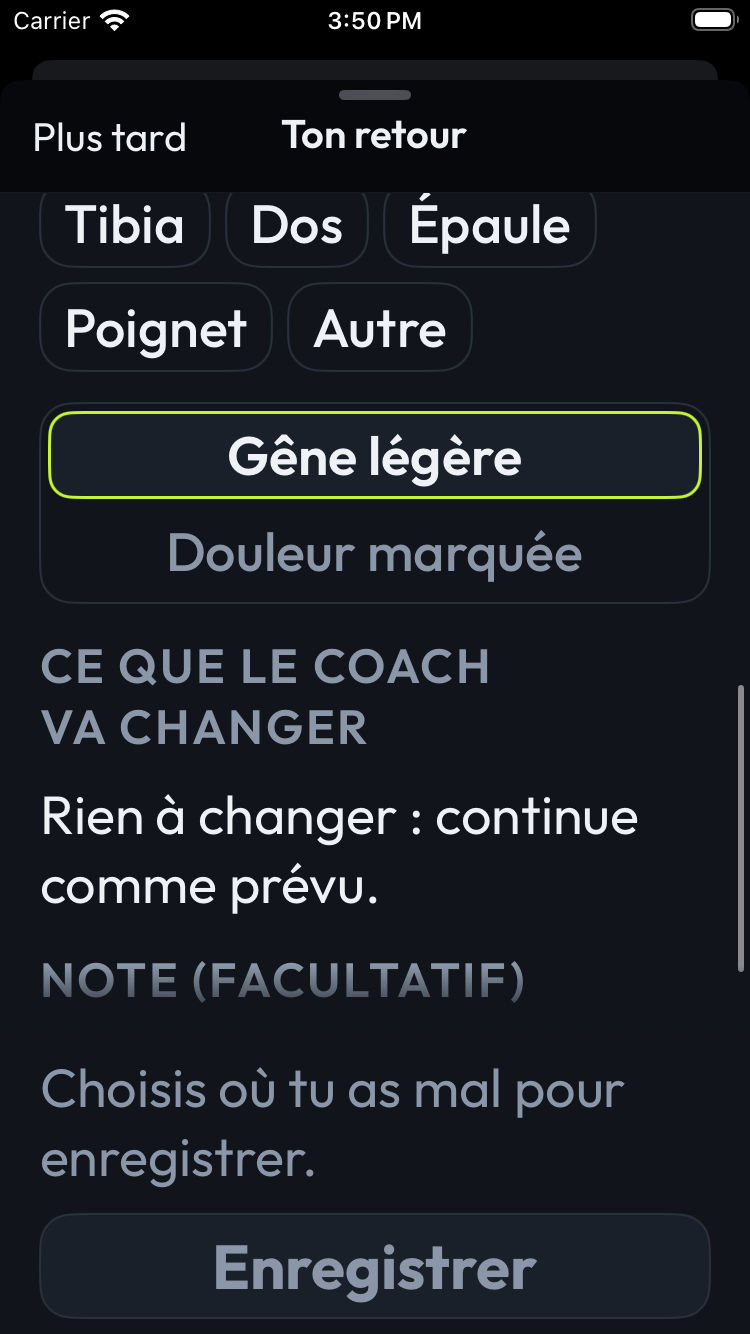 Carrier 3:50 PM
Plus tard Ton retour
Tibia Dos Épaule
Poignet Autre
Gêne légère
Douleur marquée
CE QUE LE COACH
VA CHANGER
Rien à changer : continue
comme prévu.
NOTE (FACULTATIF)
Choisis où tu as mal pour
enregistrer.
Enregistrer